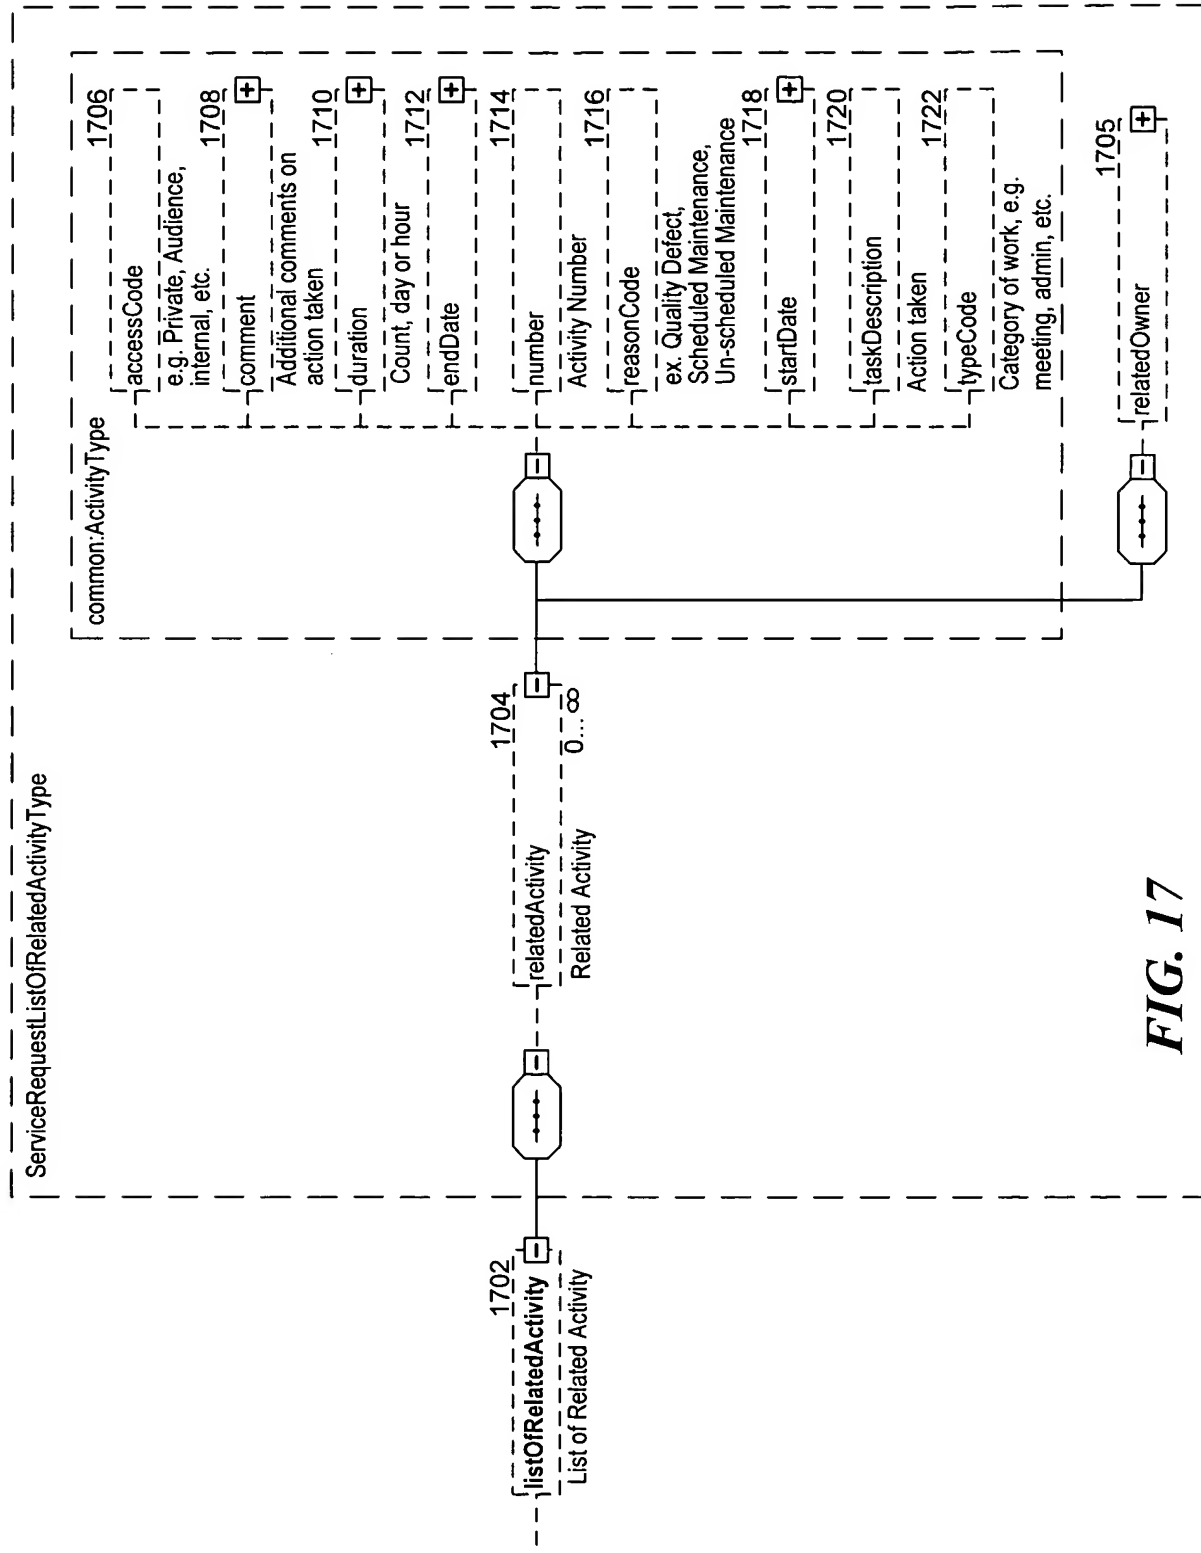 ServiceRequestListOfRelatedActivityType
common:ActivityType
1702
listOfRelatedActivity
List of Related Activity
1704
relatedActivity
0... ∞
Related Activity
1706
accessCode
e.g. Private, Audience,
internal, etc.
1708
comment
Additional comments on
action taken
1710
duration
Count, day or hour
1712
endDate
1714
number
Activity Number
1716
reasonCode
ex. Quality Defect,
Scheduled Maintenance,
Un-scheduled Maintenance
1718
startDate
1720
taskDescription
Action taken
1722
typeCode
Category of work, e.g.
meeting, admin, etc.
1705
relatedOwner
FIG. 17